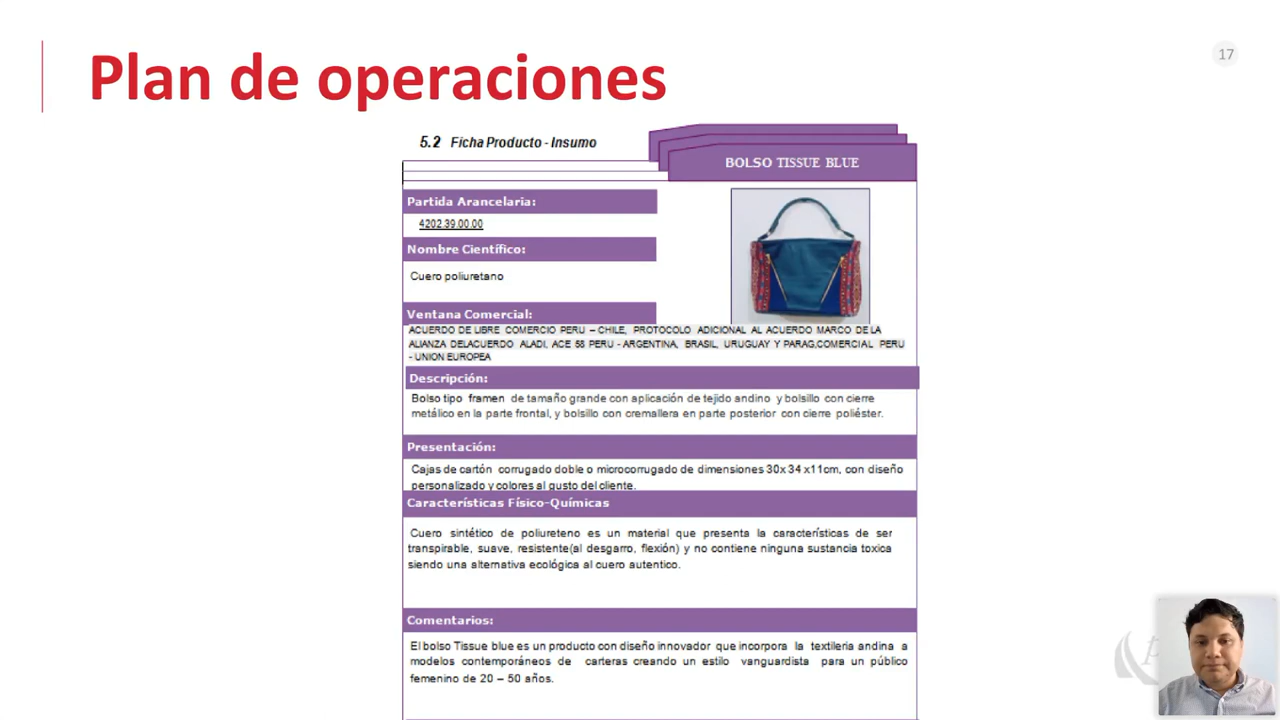 Plan de operaciones
17
5.2 Ficha Producto - Insumo
BOLSO TISSUE BLUE
Partida Arancelaria:
4202.39.00.00
Nombre Científico:
Cuero poliuretano
Ventana Comercial:
ACUERDO DE LIBRE COMERCIO PERU – CHILE, PROTOCOLO ADICIONAL AL ACUERDO MARCO DE LA
ALIANZA DELACUERDO ALADI, ACE 58 PERU - ARGENTINA, BRASIL, URUGUAY Y PARAG,COMERCIAL PERU
- UNION EUROPEA
Descripción:
Bolso tipo framen de tamaño grande con aplicación de tejido andino y bolsillo con cierre
metálico en la parte frontal, y bolsillo con cremallera en parte posterior con cierre poliéster.
Presentación:
Cajas de cartón corrugado doble o microcorrugado de dimensiones 30x 34 x11cm, con diseño
personalizado y colores al gusto del cliente.
Características Físico-Químicas
Cuero sintético de poliureteno es un material que presenta la características de ser
transpirable, suave, resistente(al desgarro, flexión) y no contiene ninguna sustancia toxica
siendo una alternativa ecológica al cuero autentico.
Comentarios:
El bolso Tissue blue es un producto con diseño innovador que incorpora la textileria andina a
modelos contemporáneos de carteras creando un estilo vanguardista para un público
femenino de 20 – 50 años.